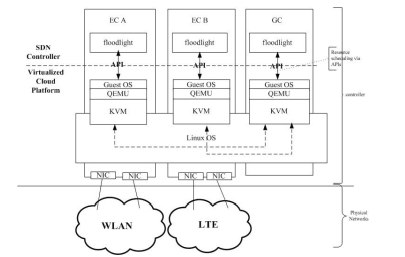 EC A
EC B
GC
floodlight
floodlight
floodlight
SDN
Controller
API
API
API
Resource
scheduling via
APIs
Virtualized
Cloud
Platform
Guest OS
Guest OS
Guest OS
QEMU
QEMU
QEMU
controller
KVM
KVM
KVM
Linux OS
NIC
NIC
NIC
NIC
WLAN
LTE
Physical
Networks